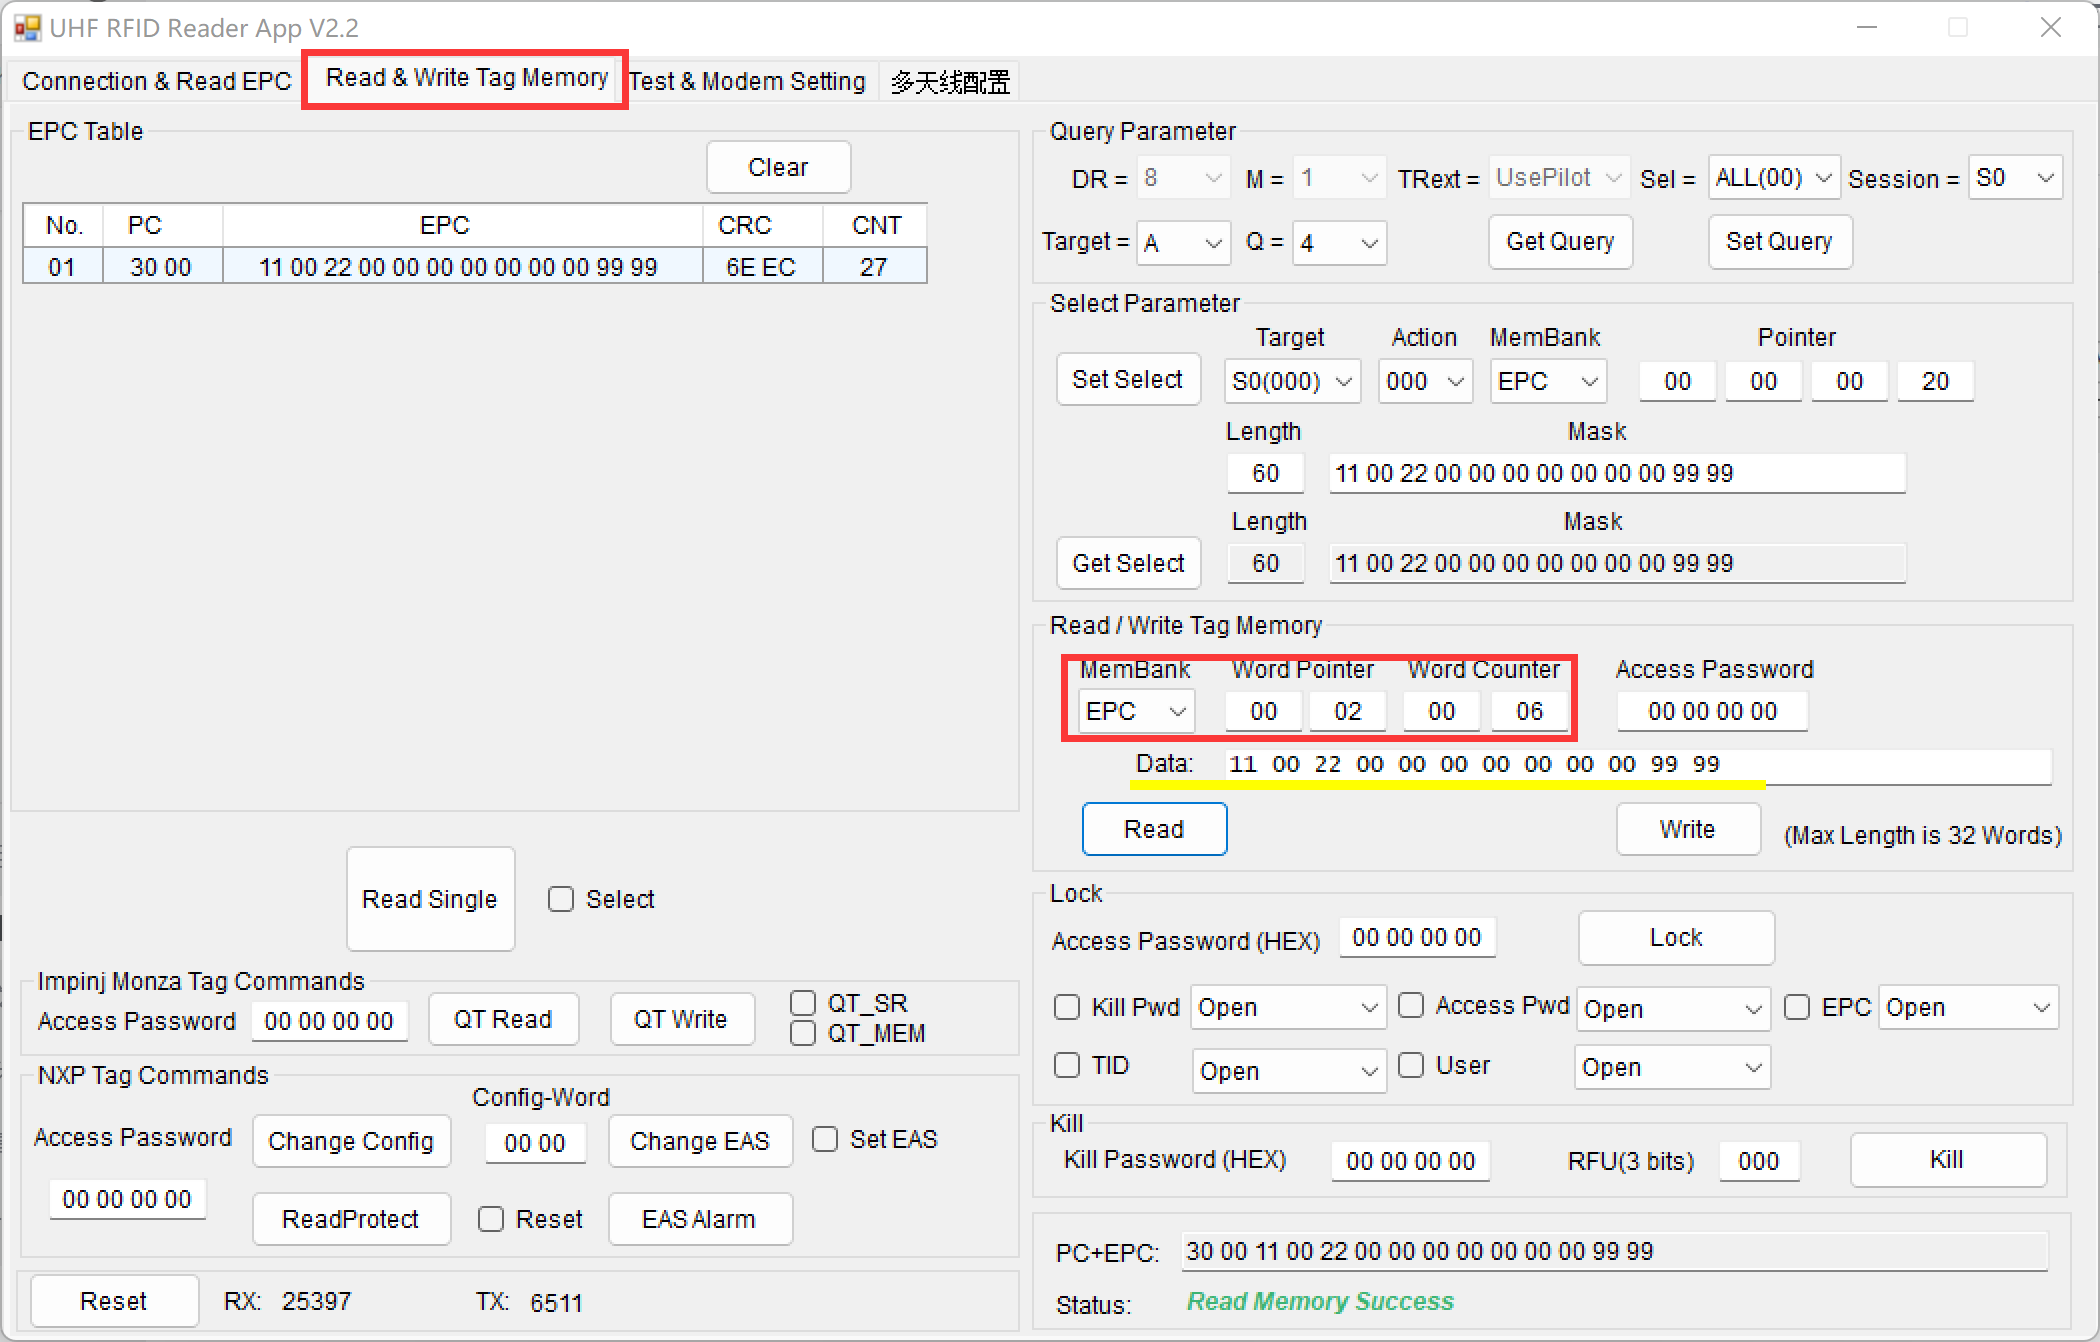 UHF RFID Reader App V2.2
Connection & Read EPC Read & Write Tag Memory Test & Modem Setting 多天线配置
EPC Table
Clear
No. PC EPC CRC CNT
01 30 00 11 00 22 00 00 00 00 00 00 00 99 99 6E EC 27
Read Single Select
Impinj Monza Tag Commands
Access Password 00 00 00 00 QT Read QT Write QT_SR
QT_MEM
NXP Tag Commands
Config-Word
Access Password Change Config 00 00 Change EAS Set EAS
00 00 00 00 ReadProtect Reset EAS Alarm
Reset RX: 25397 TX: 6511
Query Parameter
DR = 8 M = 1 TRext = UsePilot Sel = ALL(00) Session = S0
Target = A Q = 4 Get Query Set Query
Select Parameter
Target Action MemBank Pointer
Set Select S0(000) 000 EPC 00 00 00 20
Length Mask
60 11 00 22 00 00 00 00 00 00 00 99 99
Length Mask
Get Select 60 11 00 22 00 00 00 00 00 00 00 99 99
Read / Write Tag Memory
MemBank Word Pointer Word Counter Access Password
EPC 00 02 00 06 00 00 00 00
Data: 11 00 22 00 00 00 00 00 00 00 99 99
Read Write (Max Length is 32 Words)
Lock
Access Password (HEX) 00 00 00 00 Lock
Kill Pwd Open Access Pwd Open EPC Open
TID Open User Open
Kill
Kill Password (HEX) 00 00 00 00 RFU(3 bits) 000 Kill
PC+EPC: 30 00 11 00 22 00 00 00 00 00 00 00 99 99
Status: Read Memory Success